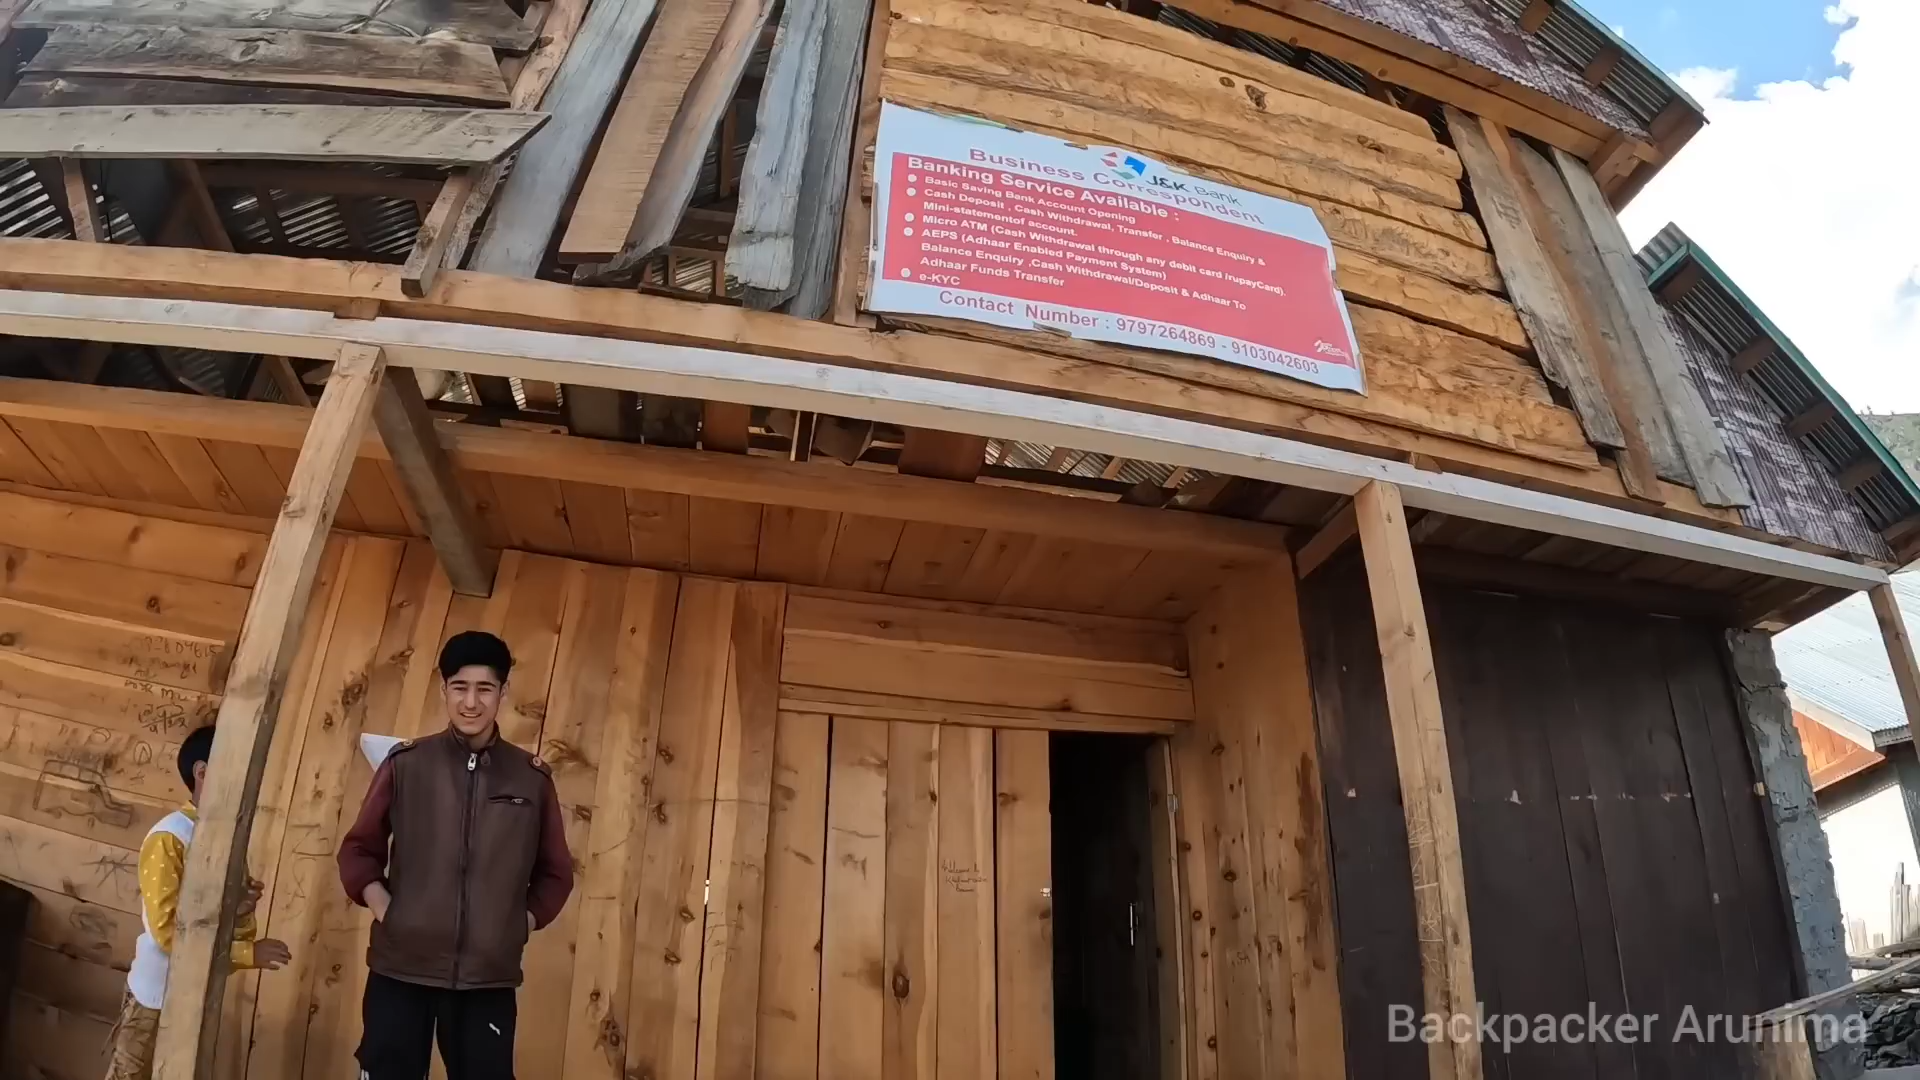 J&K Bank
Business Correspondent
Banking Service Available :
Basic Saving Bank Account Opening
Cash Deposit , Cash Withdrawal, Transfer , Balance Enquiry &
Mini-statementof account.
Micro ATM (Cash Withdrawal through any debit card /rupayCard).
AEPS (Adhaar Enabled Payment System)
Balance Enquiry ,Cash Withdrawal/Deposit & Adhaar To
Adhaar Funds Transfer
e-KYC
Contact Number : 9797264869 - 9103042603
Backpacker Arunima